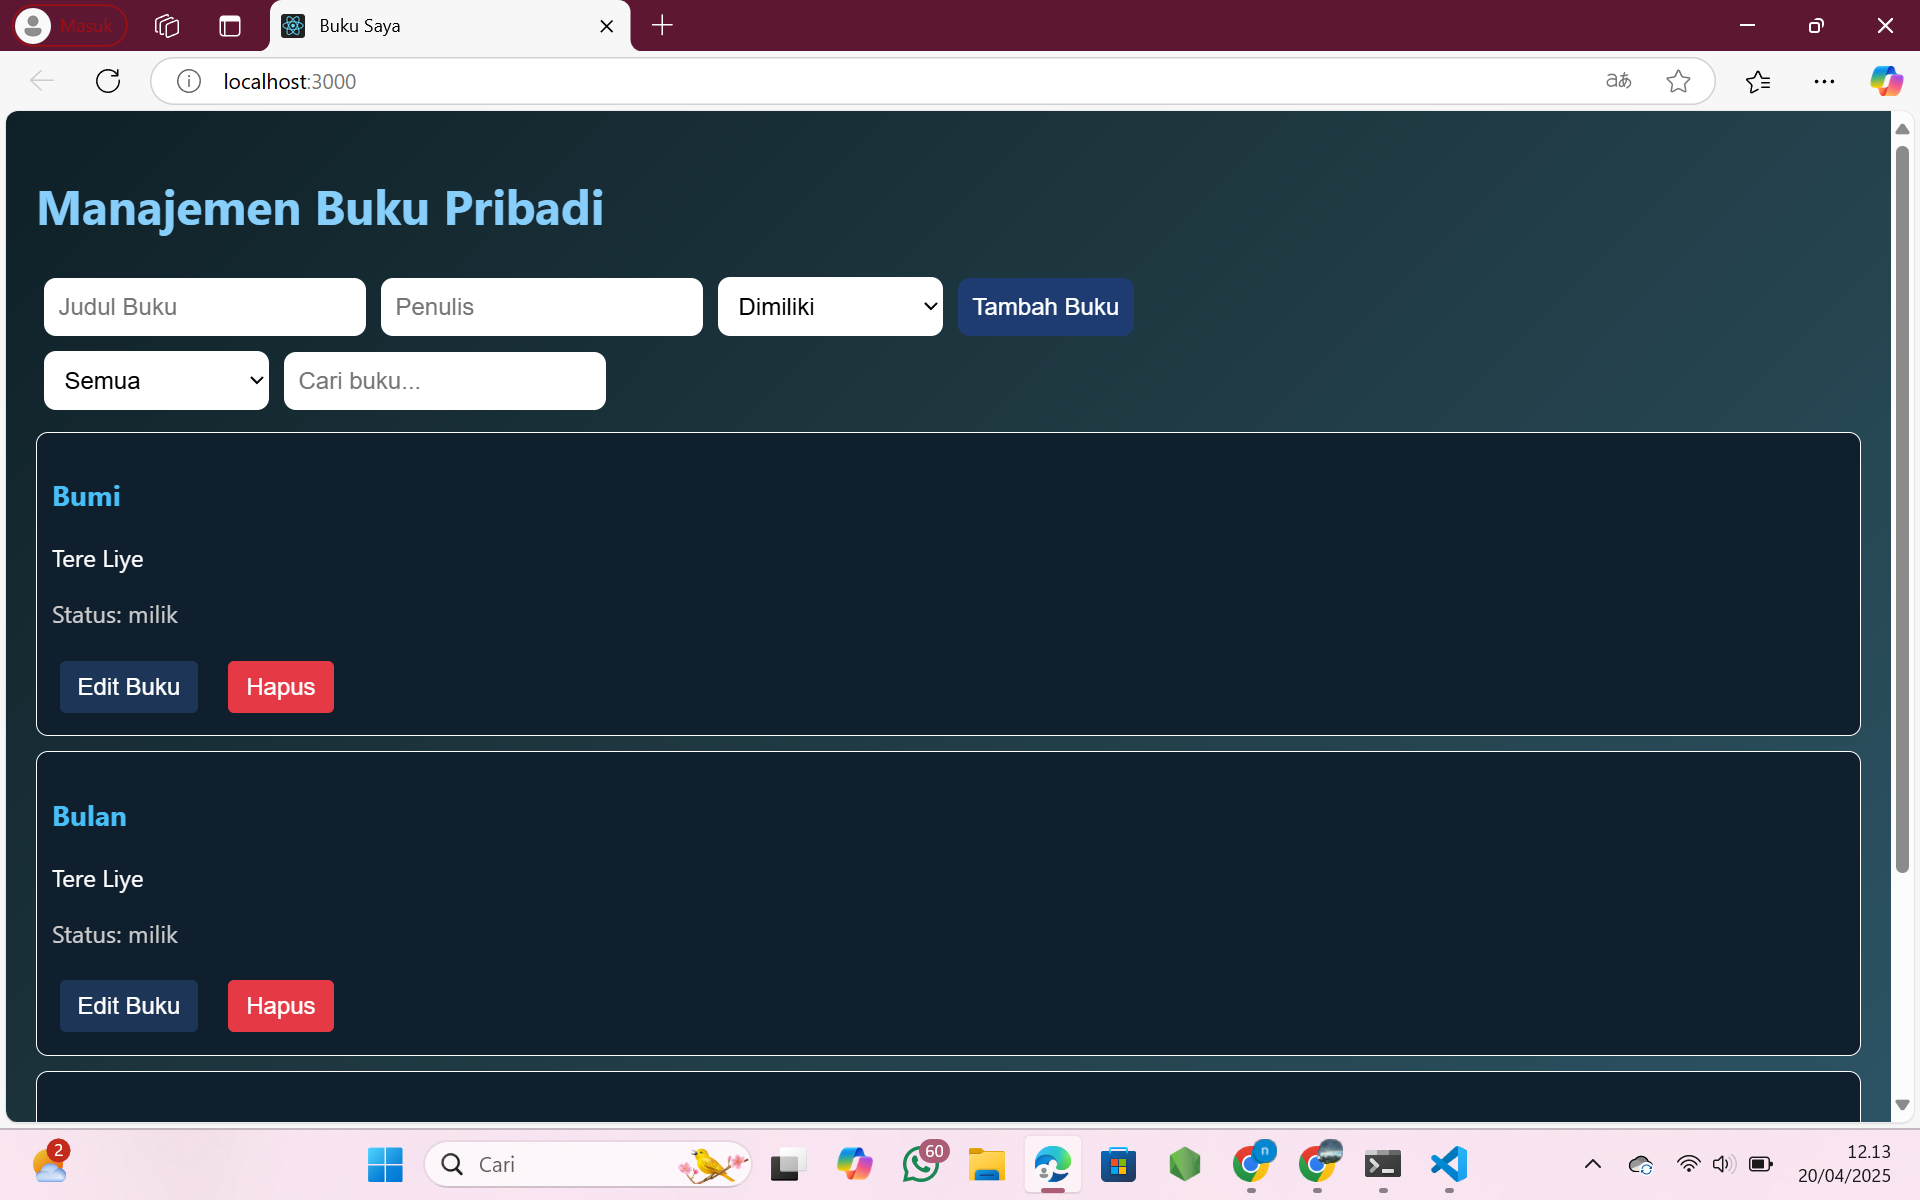 Masuk
Buku Saya
localhost:3000
aあ
Manajemen Buku Pribadi
Judul Buku
Penulis
Dimiliki
Tambah Buku
Semua
Cari buku...
Bumi
Tere Liye
Status: milik
Edit Buku
Hapus
Bulan
Tere Liye
Status: milik
Edit Buku
Hapus
2
Cari
60
n
12.13
20/04/2025